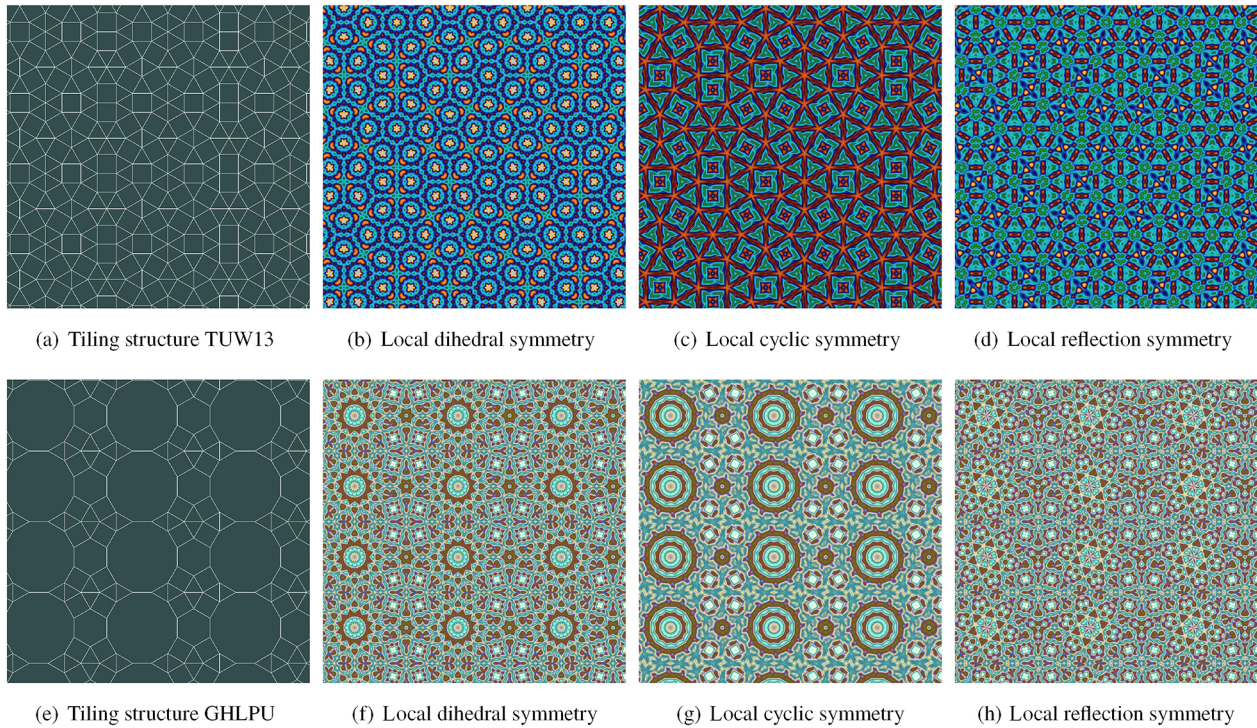 (a) Tiling structure TUW13
(b) Local dihedral symmetry
(c) Local cyclic symmetry
(d) Local reflection symmetry
(e) Tiling structure GHLPU
(f) Local dihedral symmetry
(g) Local cyclic symmetry
(h) Local reflection symmetry